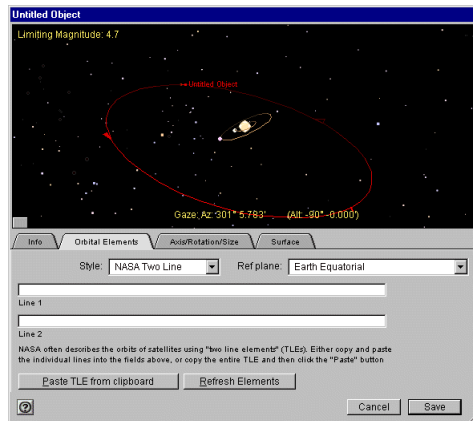 Untitled Object
Limiting Magnitude: 4.7
Untitled Object
Gaze: Az: 301° 5.783' (Alt: -90° -0.000')
Info Orbital Elements Axis/Rotation/Size Surface
Style: NASA Two Line Ref plane: Earth Equatorial
Line 1
Line 2
NASA often describes the orbits of satellites using "two line elements" (TLEs). Either copy and paste
the individual lines into the fields above, or copy the entire TLE and then click the "Paste" button
Paste TLE from clipboard Refresh Elements
? Cancel Save